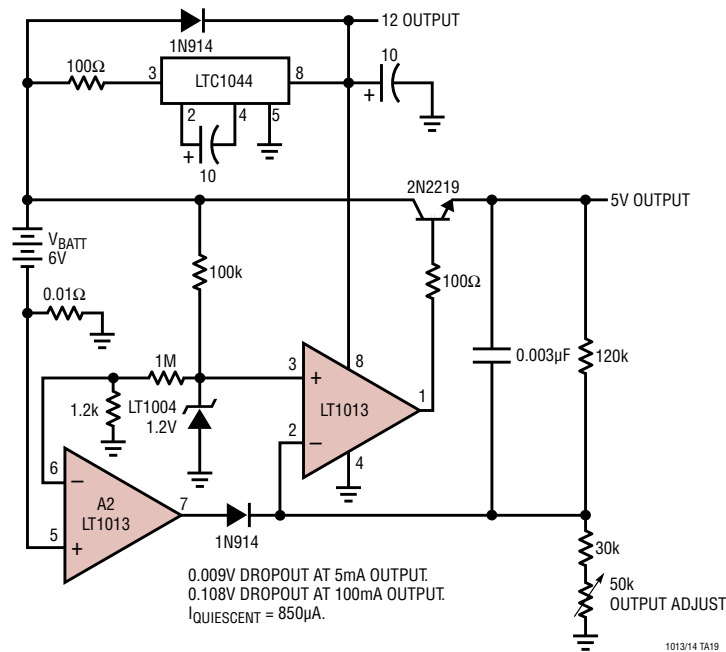 12 OUTPUT
1N914
100Ω
3
LTC1044
8
10
+
2
4
5
+
10
2N2219
5V OUTPUT
VBATT
6V
100k
100Ω
0.01Ω
1M
3
+
8
0.003µF
120k
1.2k
LT1004
1.2V
LT1013
1
2
–
4
6
–
A2
LT1013
7
5
+
1N914
30k
50k
OUTPUT ADJUST
0.009V DROPOUT AT 5mA OUTPUT.
0.108V DROPOUT AT 100mA OUTPUT.
IQUIESCENT = 850µA.
1013/14 TA19